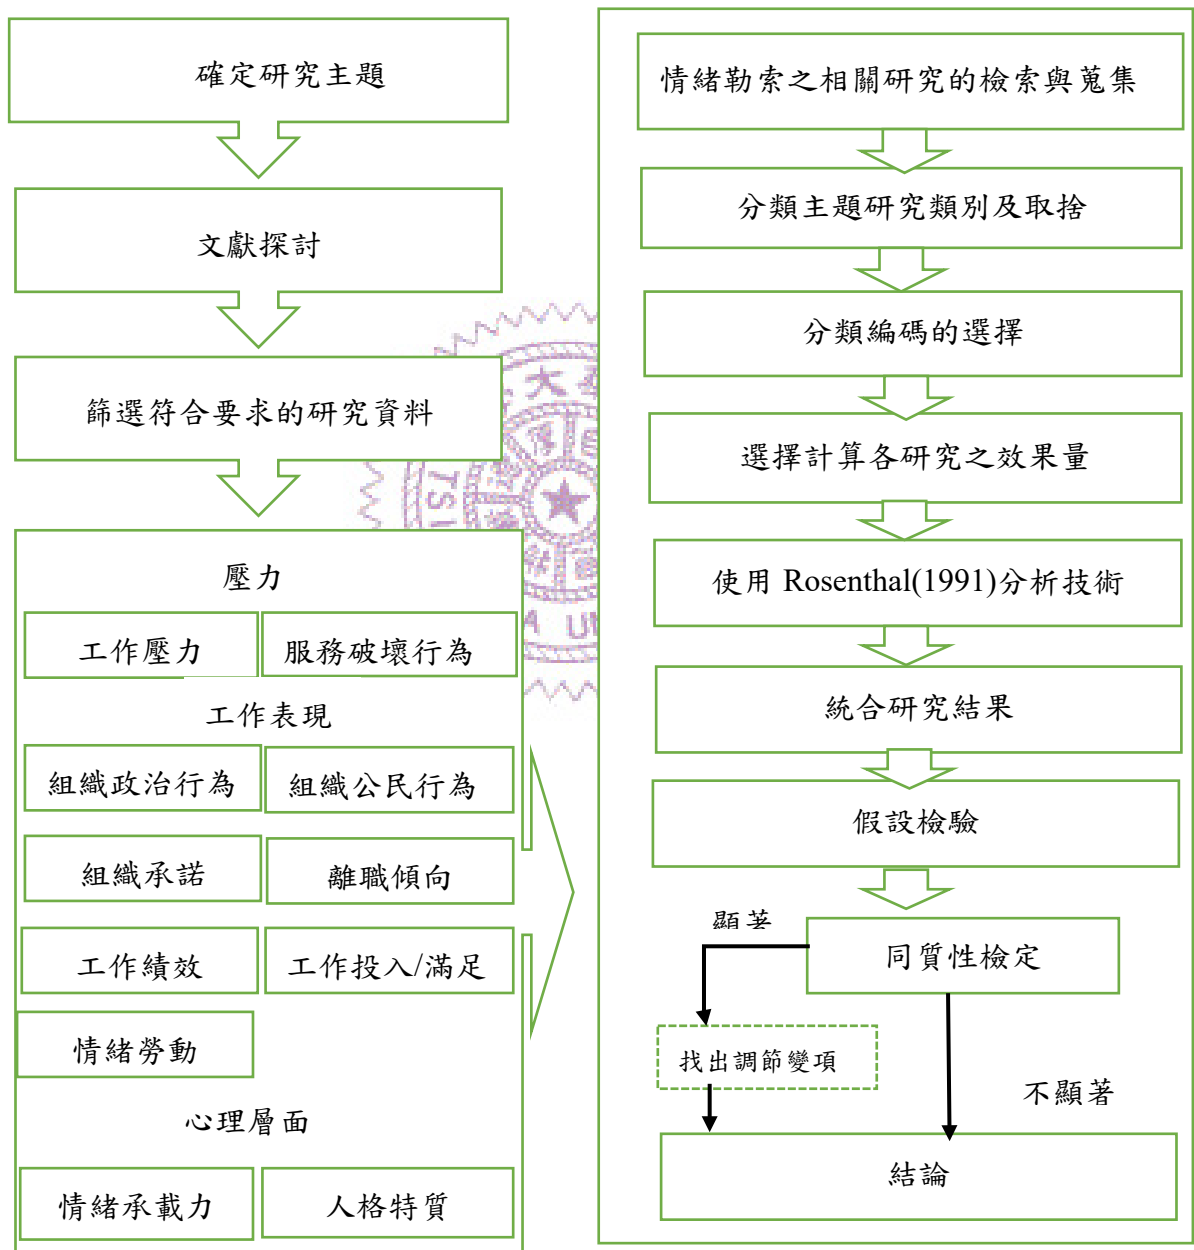 確定研究主題
文獻探討
篩選符合要求的研究資料
壓力
工作壓力
服務破壞行為
工作表現
組織政治行為
組織公民行為
組織承諾
離職傾向
工作績效
工作投入/滿足
情緒勞動
心理層面
情緒承載力
人格特質
情緒勒索之相關研究的檢索與蒐集
分類主題研究類別及取捨
分類編碼的選擇
選擇計算各研究之效果量
使用 Rosenthal(1991)分析技術
統合研究結果
假設檢驗
顯著
同質性檢定
找出調節變項
不顯著
結論